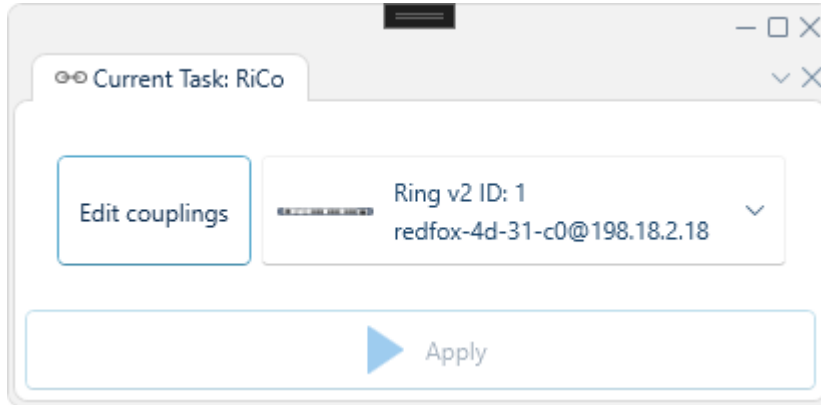 Current Task: RiCo
Edit couplings
Ring v2 ID: 1
redfox-4d-31-c0@198.18.2.18
Apply